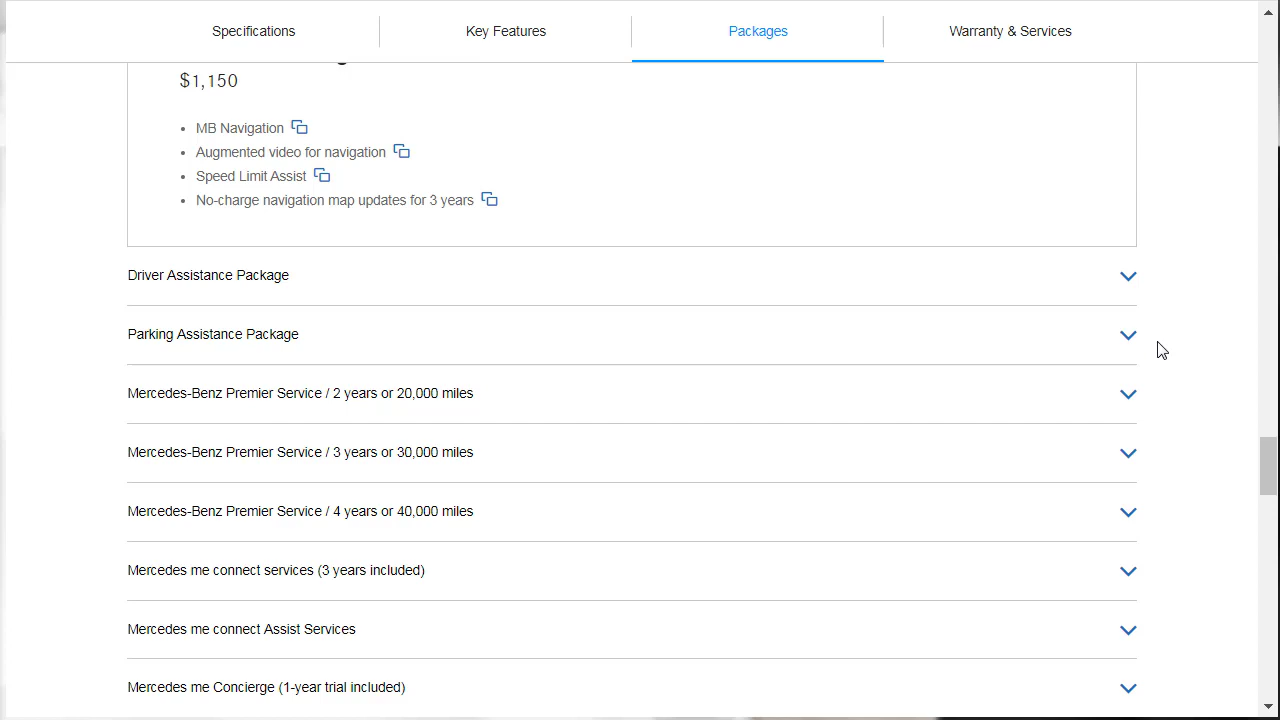 Specifications
Key Features
Packages
Warranty & Services
$1,150
MB Navigation
Augmented video for navigation
Speed Limit Assist
No-charge navigation map updates for 3 years
Driver Assistance Package
Parking Assistance Package
Mercedes-Benz Premier Service / 2 years or 20,000 miles
Mercedes-Benz Premier Service / 3 years or 30,000 miles
Mercedes-Benz Premier Service / 4 years or 40,000 miles
Mercedes me connect services (3 years included)
Mercedes me connect Assist Services
Mercedes me Concierge (1-year trial included)